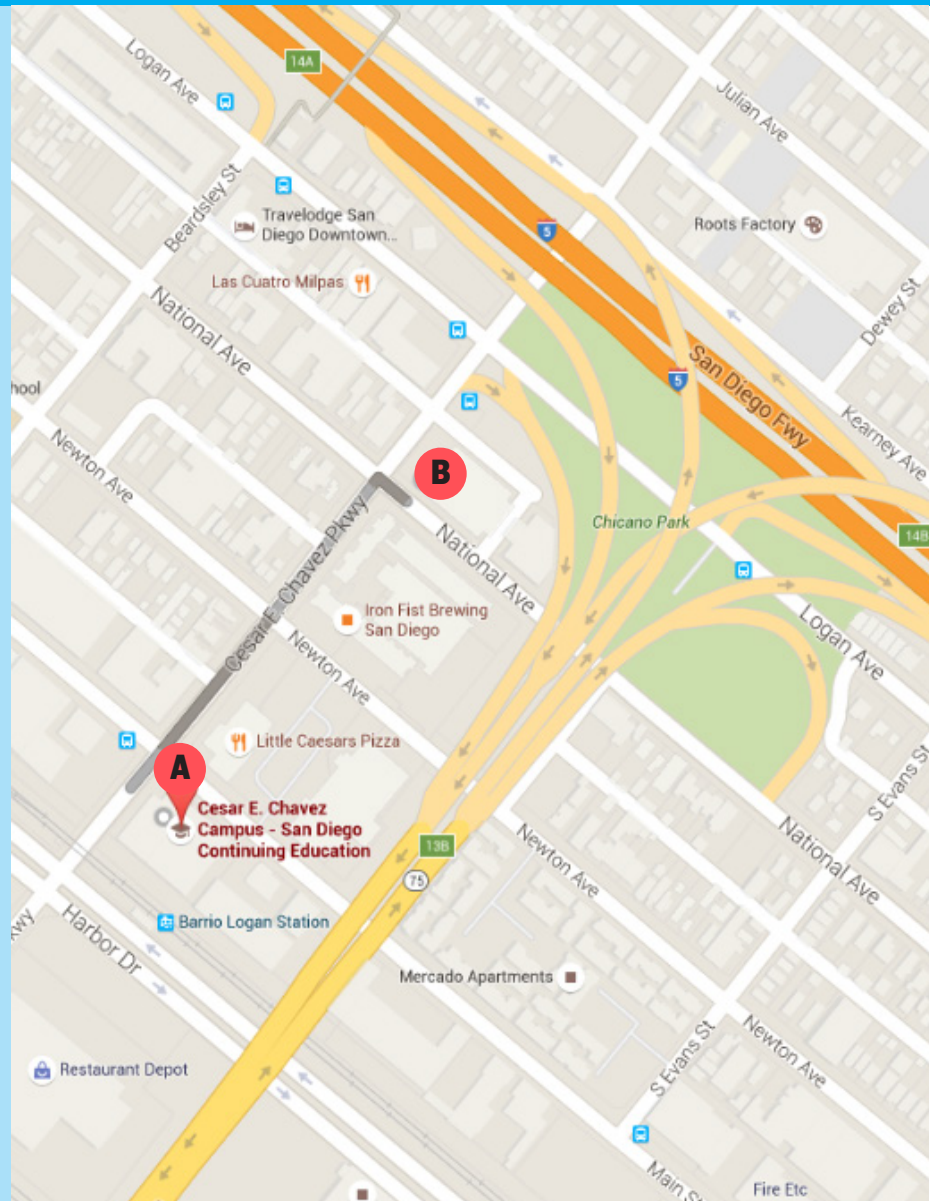 14A
Logan Ave
Julian Ave
Beardsley St
Travelodge San
Diego Downtown...
5
Roots Factory
Las Cuatro Milpas
National Ave
Dewey St
San Diego Fwy
5
hool
Kearney Ave
Newton Ave
B
Chicano Park
14B
Cesar E. Chavez Pkwy
National Ave
Iron Fist Brewing
San Diego
Logan Ave
Newton Ave
Little Caesars Pizza
A
S Evans St
Cesar E. Chavez
Campus - San Diego
Continuing Education
13B
National Ave
Newton Ave
75
kwy
Harbor Dr
Barrio Logan Station
Mercado Apartments
Restaurant Depot
S Evans St
Newton Ave
Main St
Fire Etc